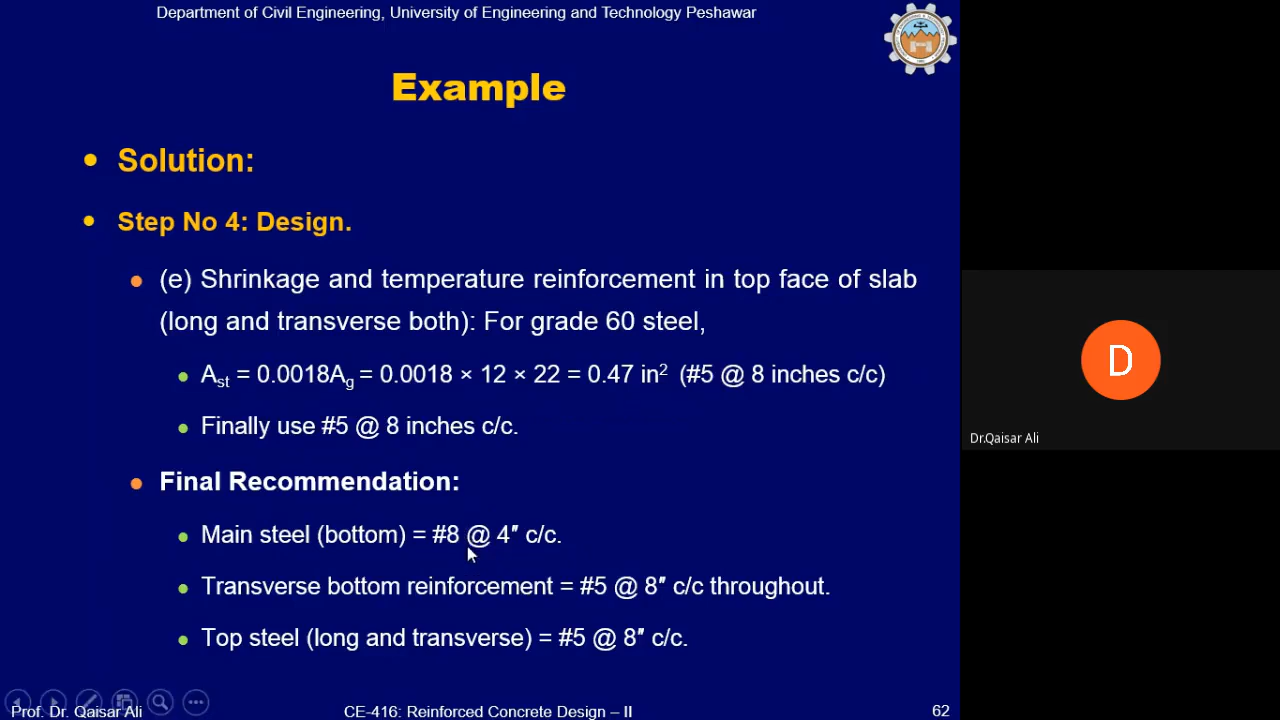 Department of Civil Engineering, University of Engineering and Technology Peshawar
Example
• Solution:
• Step No 4: Design.
• (e) Shrinkage and temperature reinforcement in top face of slab
(long and transverse both): For grade 60 steel,
• Ast = 0.0018Ag = 0.0018 × 12 × 22 = 0.47 in² (#5 @ 8 inches c/c)
• Finally use #5 @ 8 inches c/c.
• Final Recommendation:
• Main steel (bottom) = #8 @ 4″ c/c.
• Transverse bottom reinforcement = #5 @ 8″ c/c throughout.
• Top steel (long and transverse) = #5 @ 8″ c/c.
Prof. Dr. Qaisar Ali
CE-416: Reinforced Concrete Design – II
62
D
Dr.Qaisar Ali